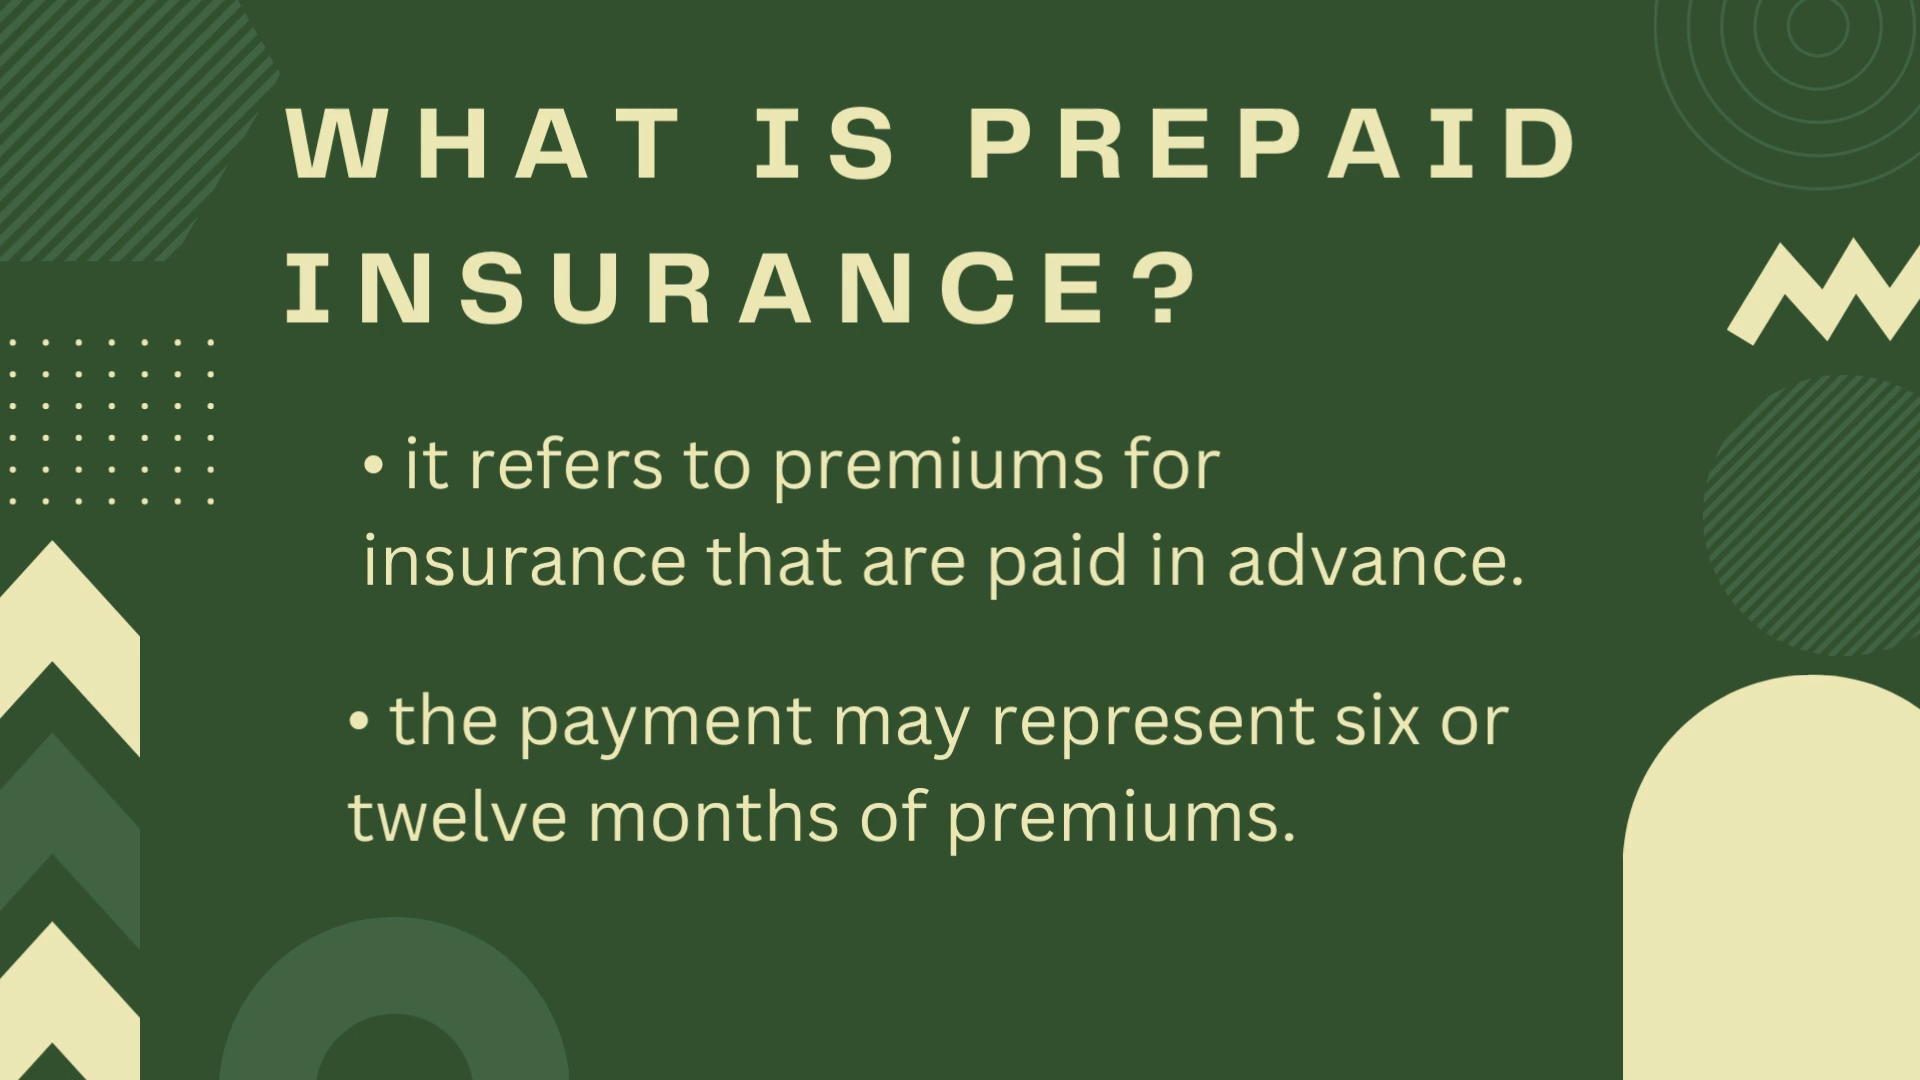 WHAT IS PREPAID
INSURANCE?
• it refers to premiums for
insurance that are paid in advance.
• the payment may represent six or
twelve months of premiums.